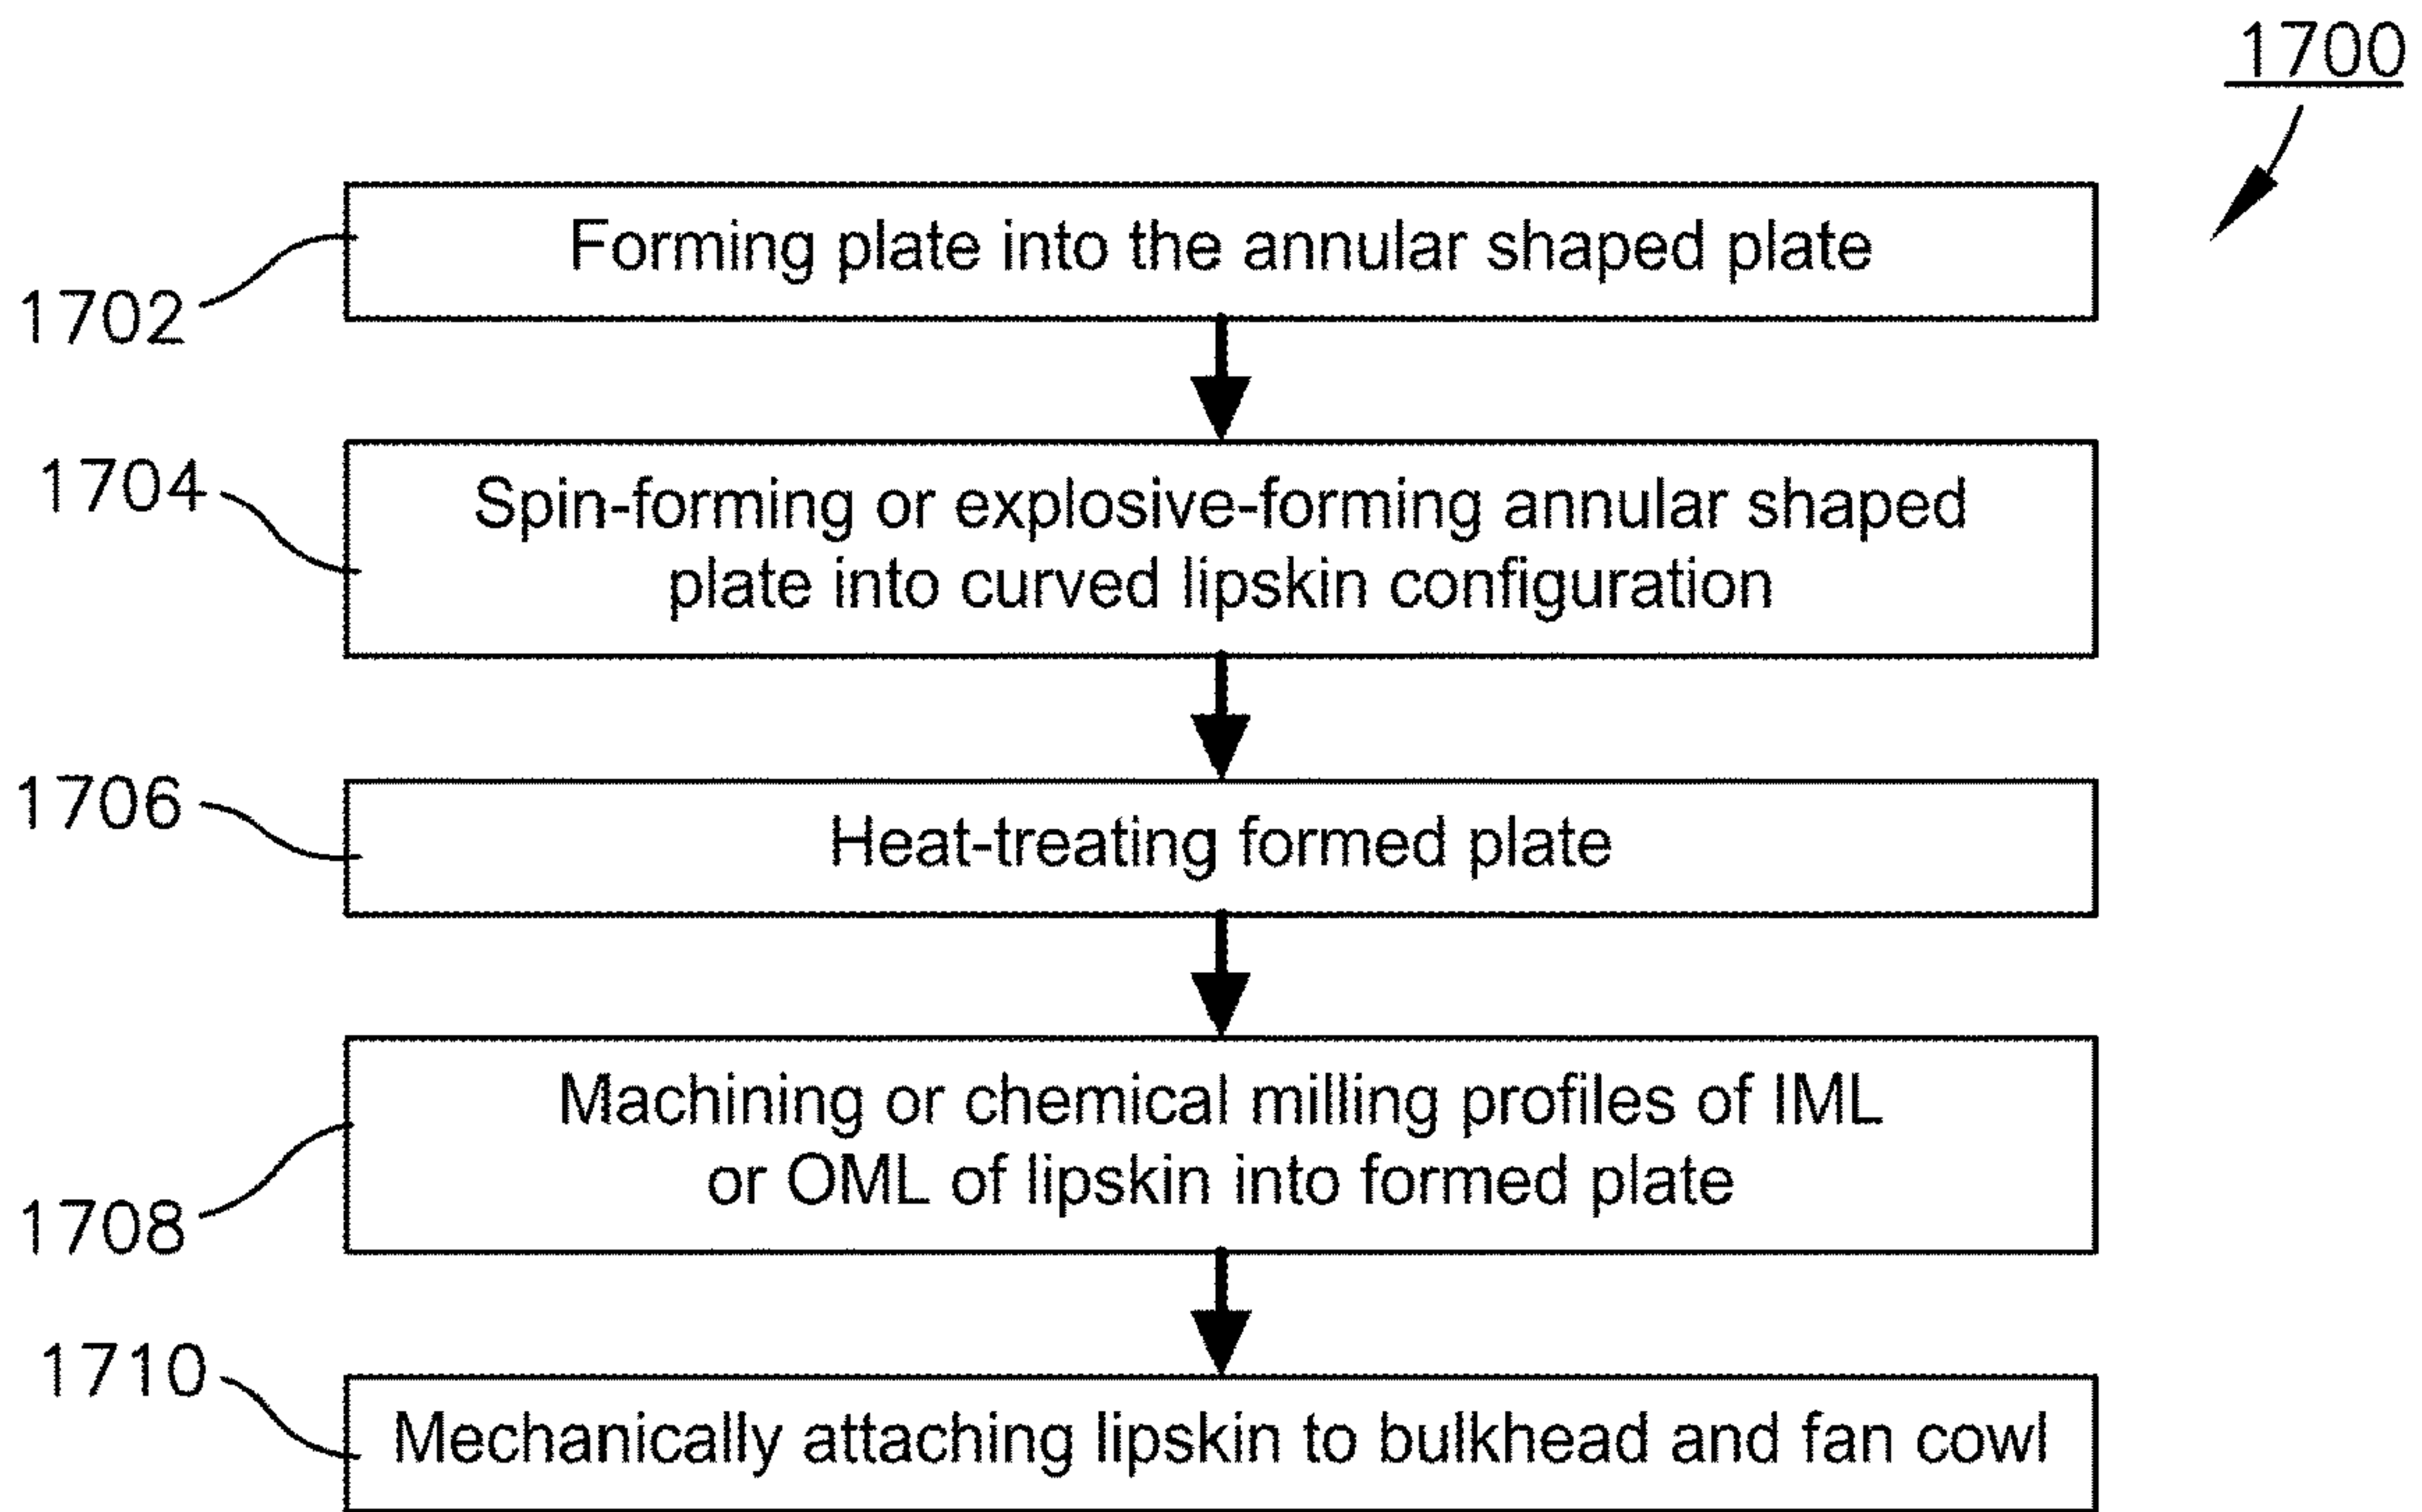 1700
Forming plate into the annular shaped plate
1702
1704
Spin-forming or explosive-forming annular shaped
plate into curved lipskin configuration
1706
Heat-treating formed plate
Machining or chemical milling profiles of IML
or OML of lipskin into formed plate
1708
1710
Mechanically attaching lipskin to bulkhead and fan cowl